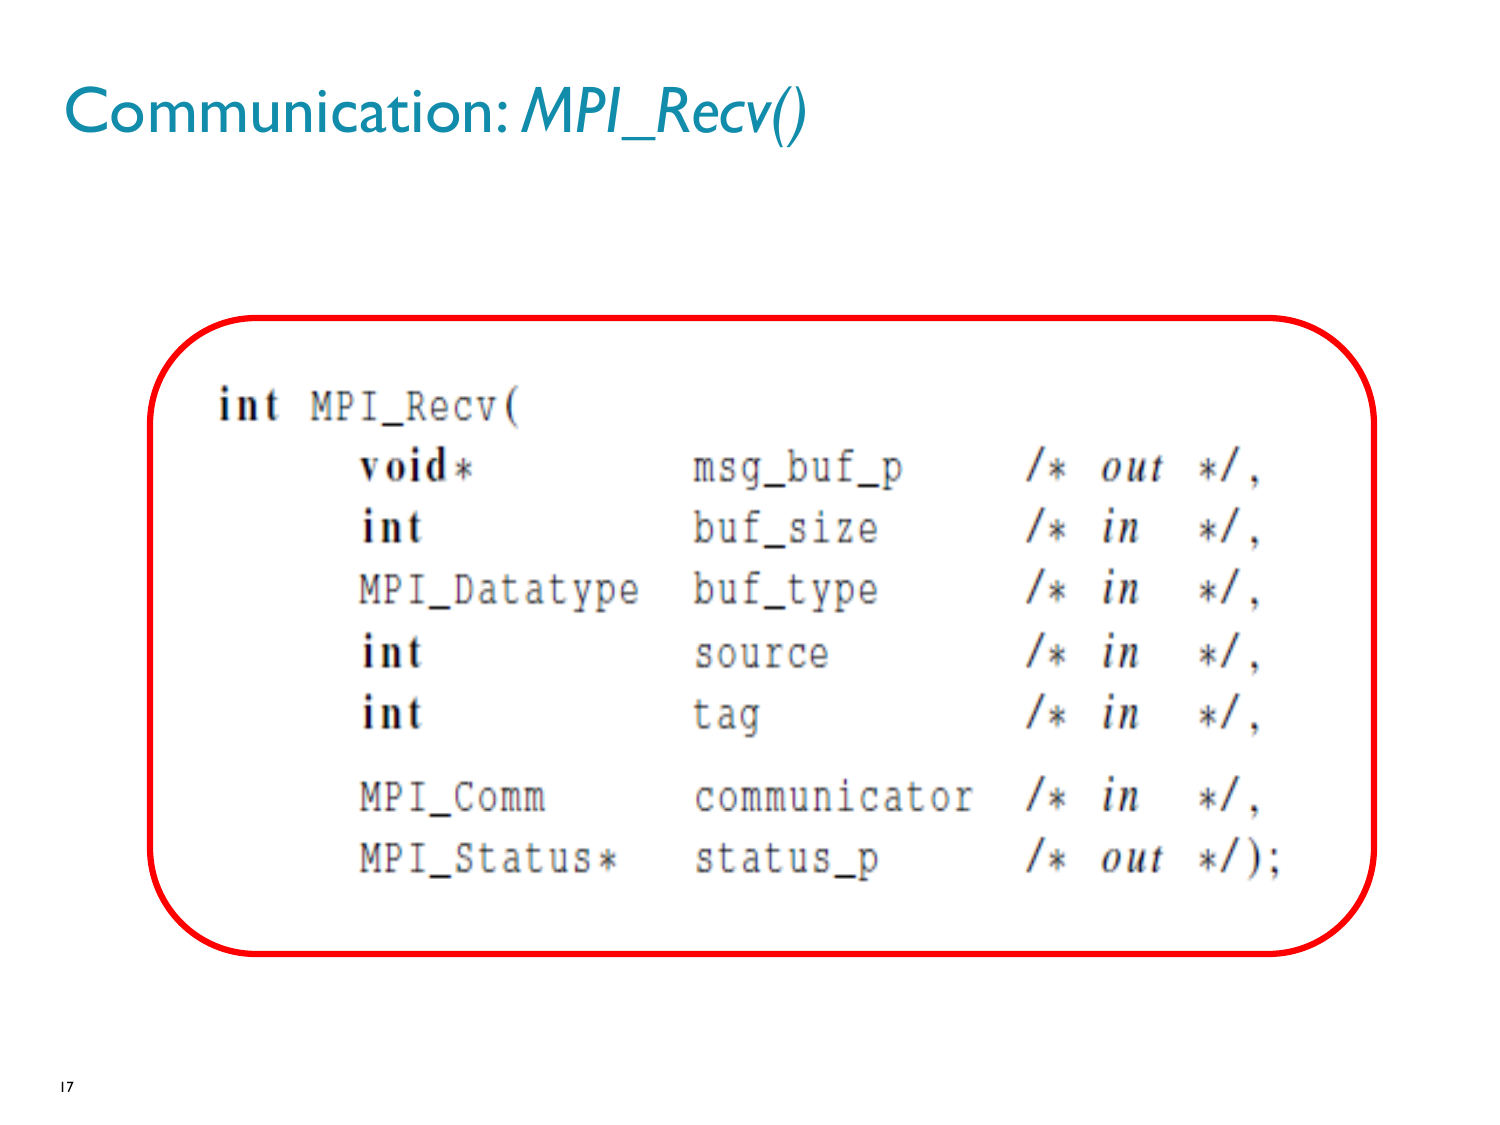 Communication: MPI_Recv()
int MPI_Recv(
void* msg_buf_p /* out */,
int buf_size /* in */,
MPI_Datatype buf_type /* in */,
int source /* in */,
int tag /* in */,
MPI_Comm communicator /* in */,
MPI_Status* status_p /* out */);
17